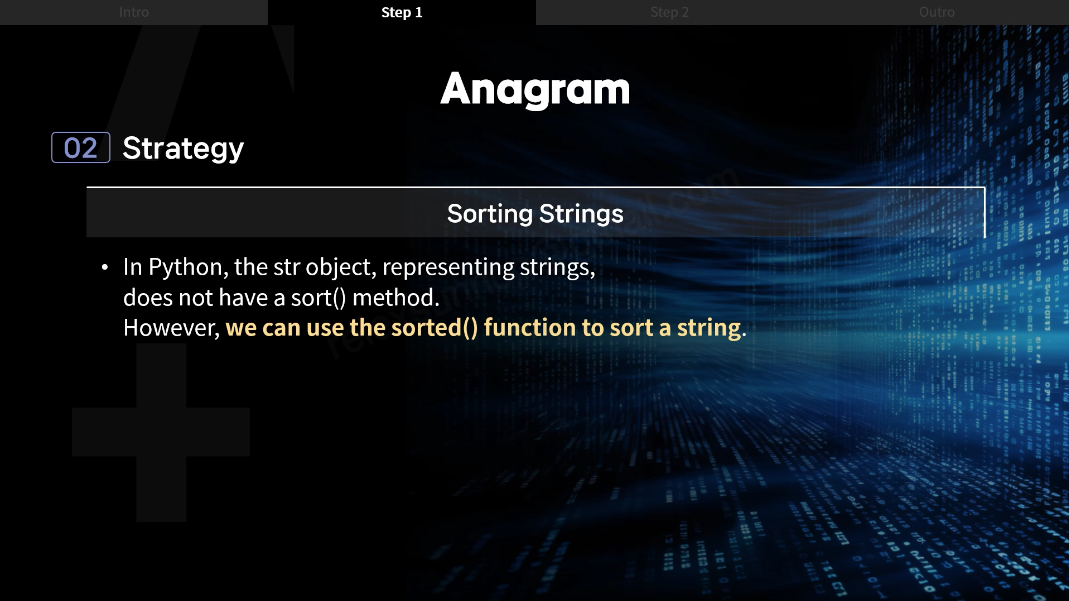 Intro
Step 1
Step 2
Outro
Anagram
02 Strategy
Sorting Strings
• In Python, the str object, representing strings,
does not have a sort() method.
However, we can use the sorted() function to sort a string.